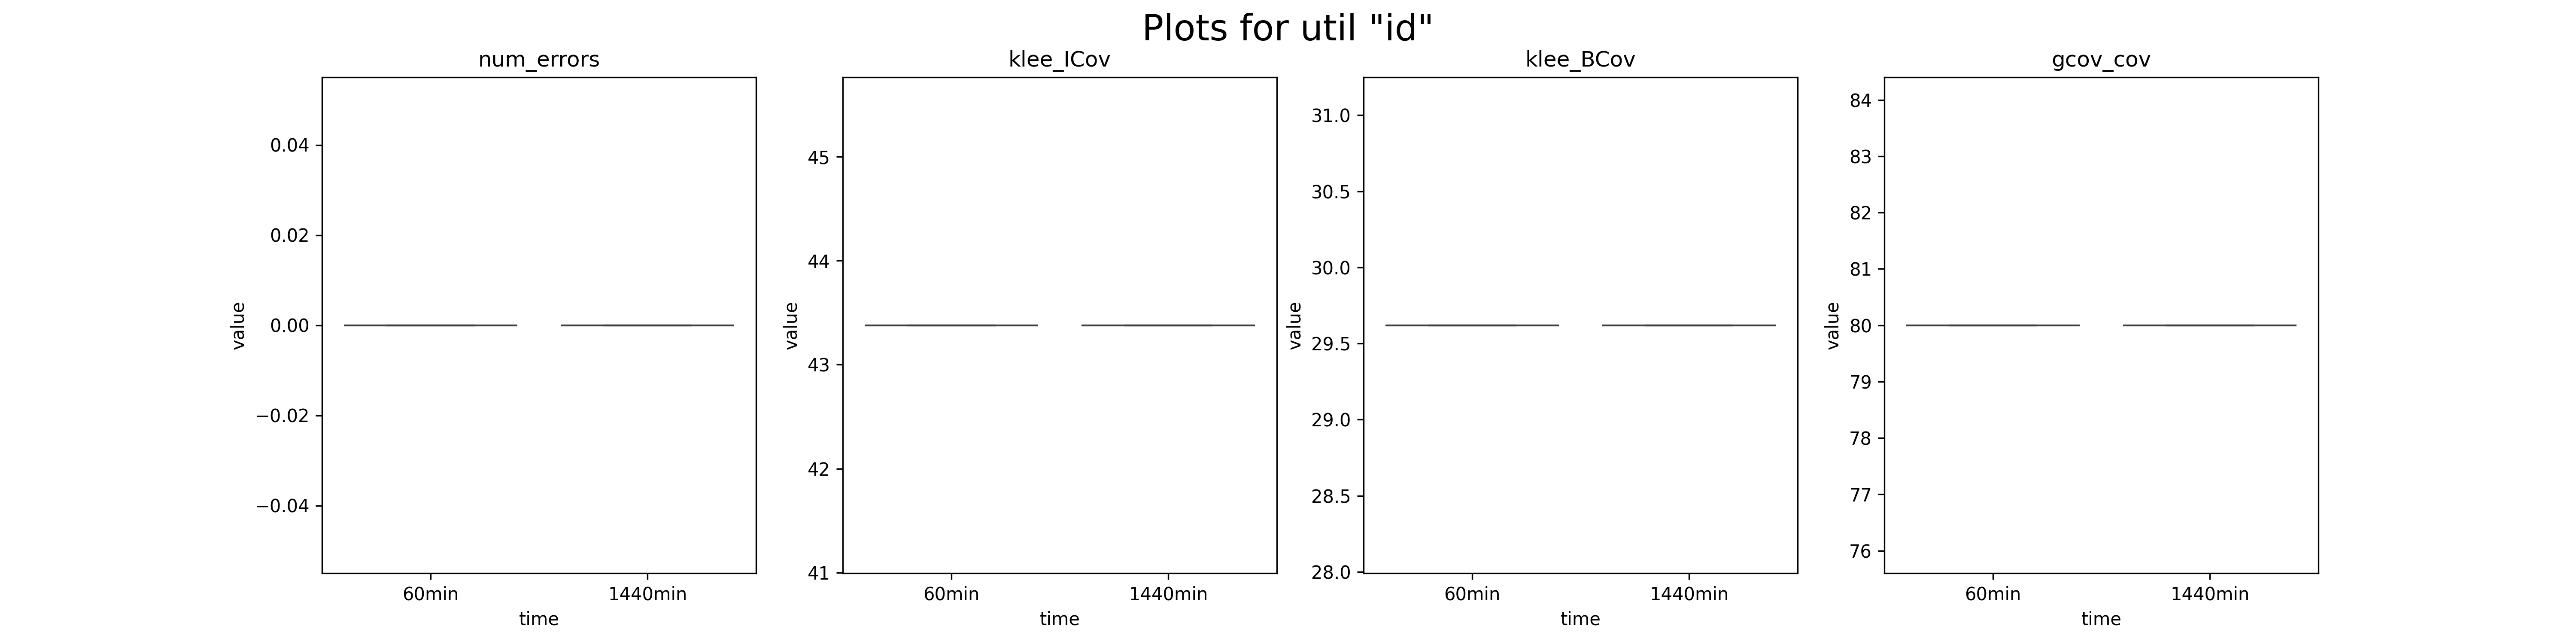 Plots for util "id"
num_errors
klee_ICov
klee_BCov
gcov_cov
value
0.04
0.02
0.00
−0.02
−0.04
60min
1440min
time
value
45
44
43
42
41
60min
1440min
time
value
31.0
30.5
30.0
29.5
29.0
28.5
28.0
60min
1440min
time
value
84
83
82
81
80
79
78
77
76
60min
1440min
time